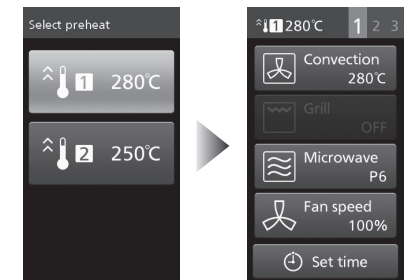 Select preheat
1 280℃
2 250℃
1 280℃ 1 2 3
Convection
280℃
Grill
OFF
Microwave
P6
Fan speed
100%
Set time